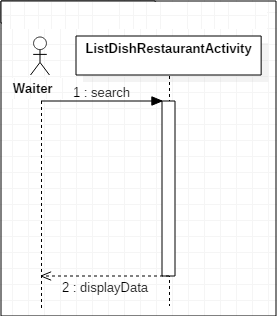 ListDishRestaurantActivity
Waiter
1 : search
2 : displayData